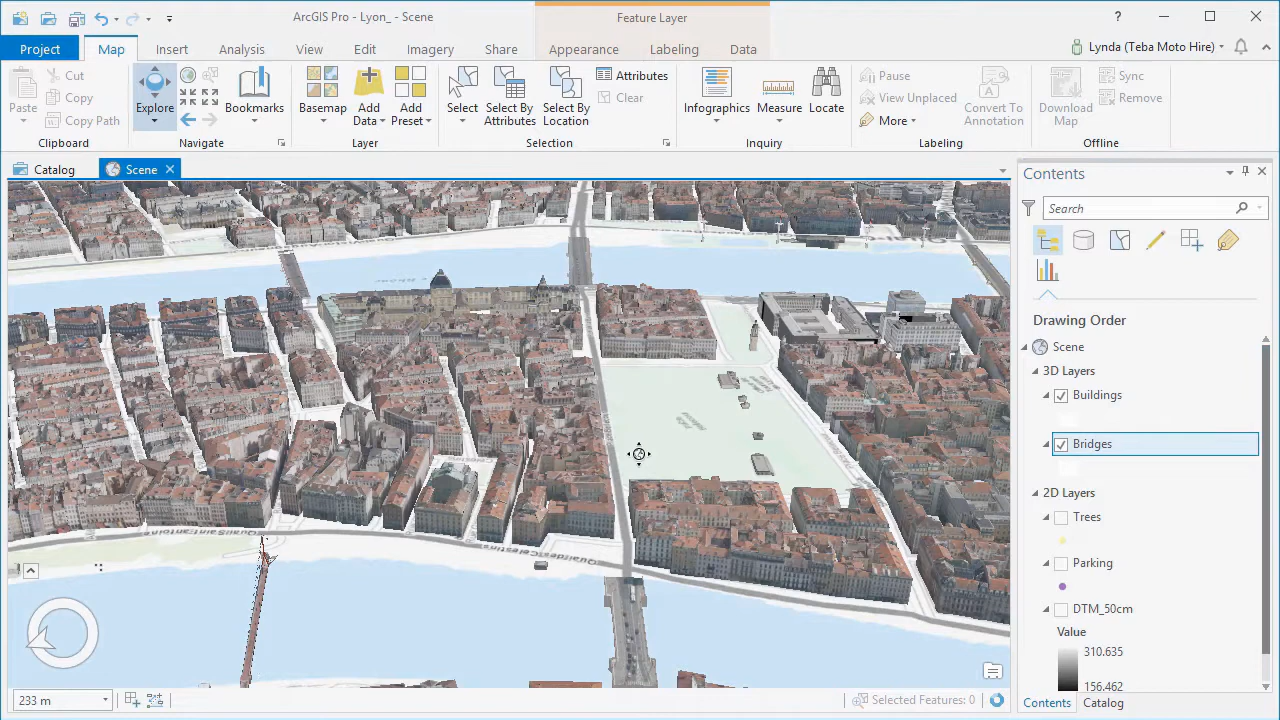 ArcGIS Pro - Lyon_ - Scene
Feature Layer
?
Project
Map
Insert
Analysis
View
Edit
Imagery
Share
Appearance
Labeling
Data
Lynda (Teba Moto Hire)
Paste
Cut
Copy
Copy Path
Clipboard
Explore
Bookmarks
Navigate
Basemap
Add Data
Add Preset
Layer
Select
Select By Attributes
Select By Location
Attributes
Clear
Selection
Infographics
Measure
Locate
Inquiry
Pause
View Unplaced
More
Convert To Annotation
Labeling
Download Map
Sync
Remove
Offline
Catalog
Scene
Contents
Search
Drawing Order
Scene
3D Layers
Buildings
Bridges
2D Layers
Trees
Parking
DTM_50cm
Value
310.635
156.462
QuaiSaintAntoine
QuaidesCelestins
233 m
Selected Features: 0
Contents
Catalog